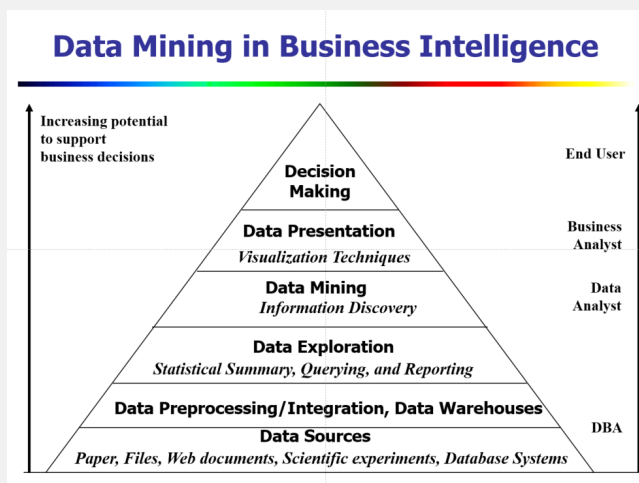 Data Mining in Business Intelligence
Increasing potential
to support
business decisions
End User
Decision
Making
Business
Analyst
Data Presentation
Visualization Techniques
Data Mining
Information Discovery
Data
Analyst
Data Exploration
Statistical Summary, Querying, and Reporting
Data Preprocessing/Integration, Data Warehouses
DBA
Data Sources
Paper, Files, Web documents, Scientific experiments, Database Systems